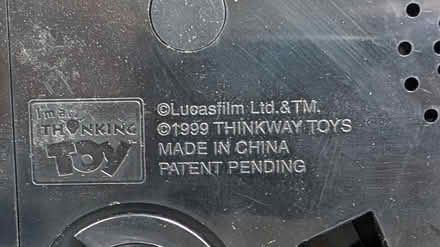 I'm a
THINKING
TOY
©Lucasfilm Ltd.&TM.
©1999 THINKWAY TOYS
MADE IN CHINA
PATENT PENDING